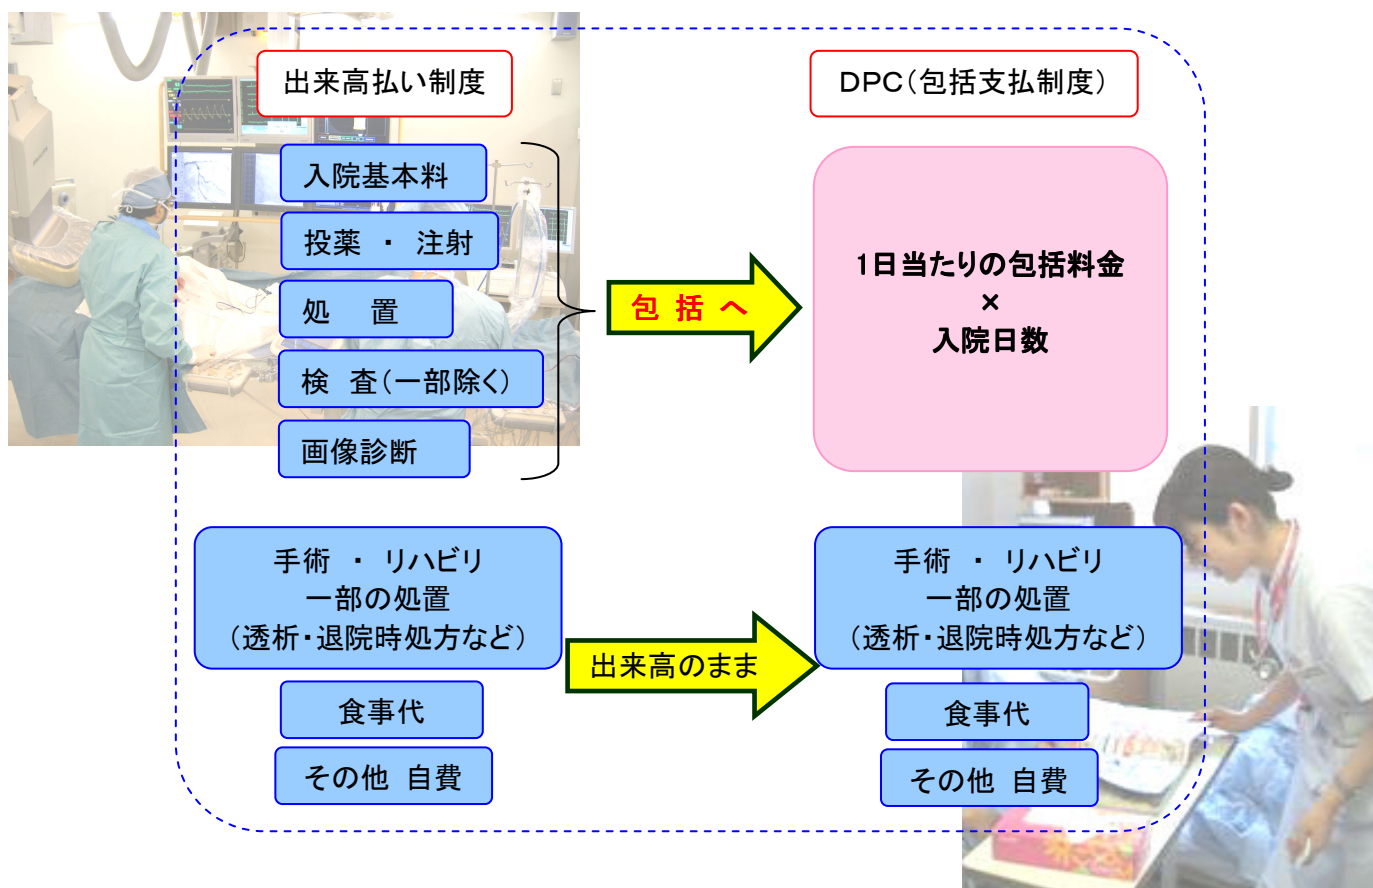 出来高払い制度
DPC(包括支払制度)
入院基本料
投薬 ・ 注射
処 置
検 査(一部除く)
画像診断
包 括 へ
1日当たりの包括料金
×
入院日数
手術 ・ リハビリ
一部の処置
(透析・退院時処方など)
出来高のまま
手術 ・ リハビリ
一部の処置
(透析・退院時処方など)
食事代
食事代
その他 自費
その他 自費